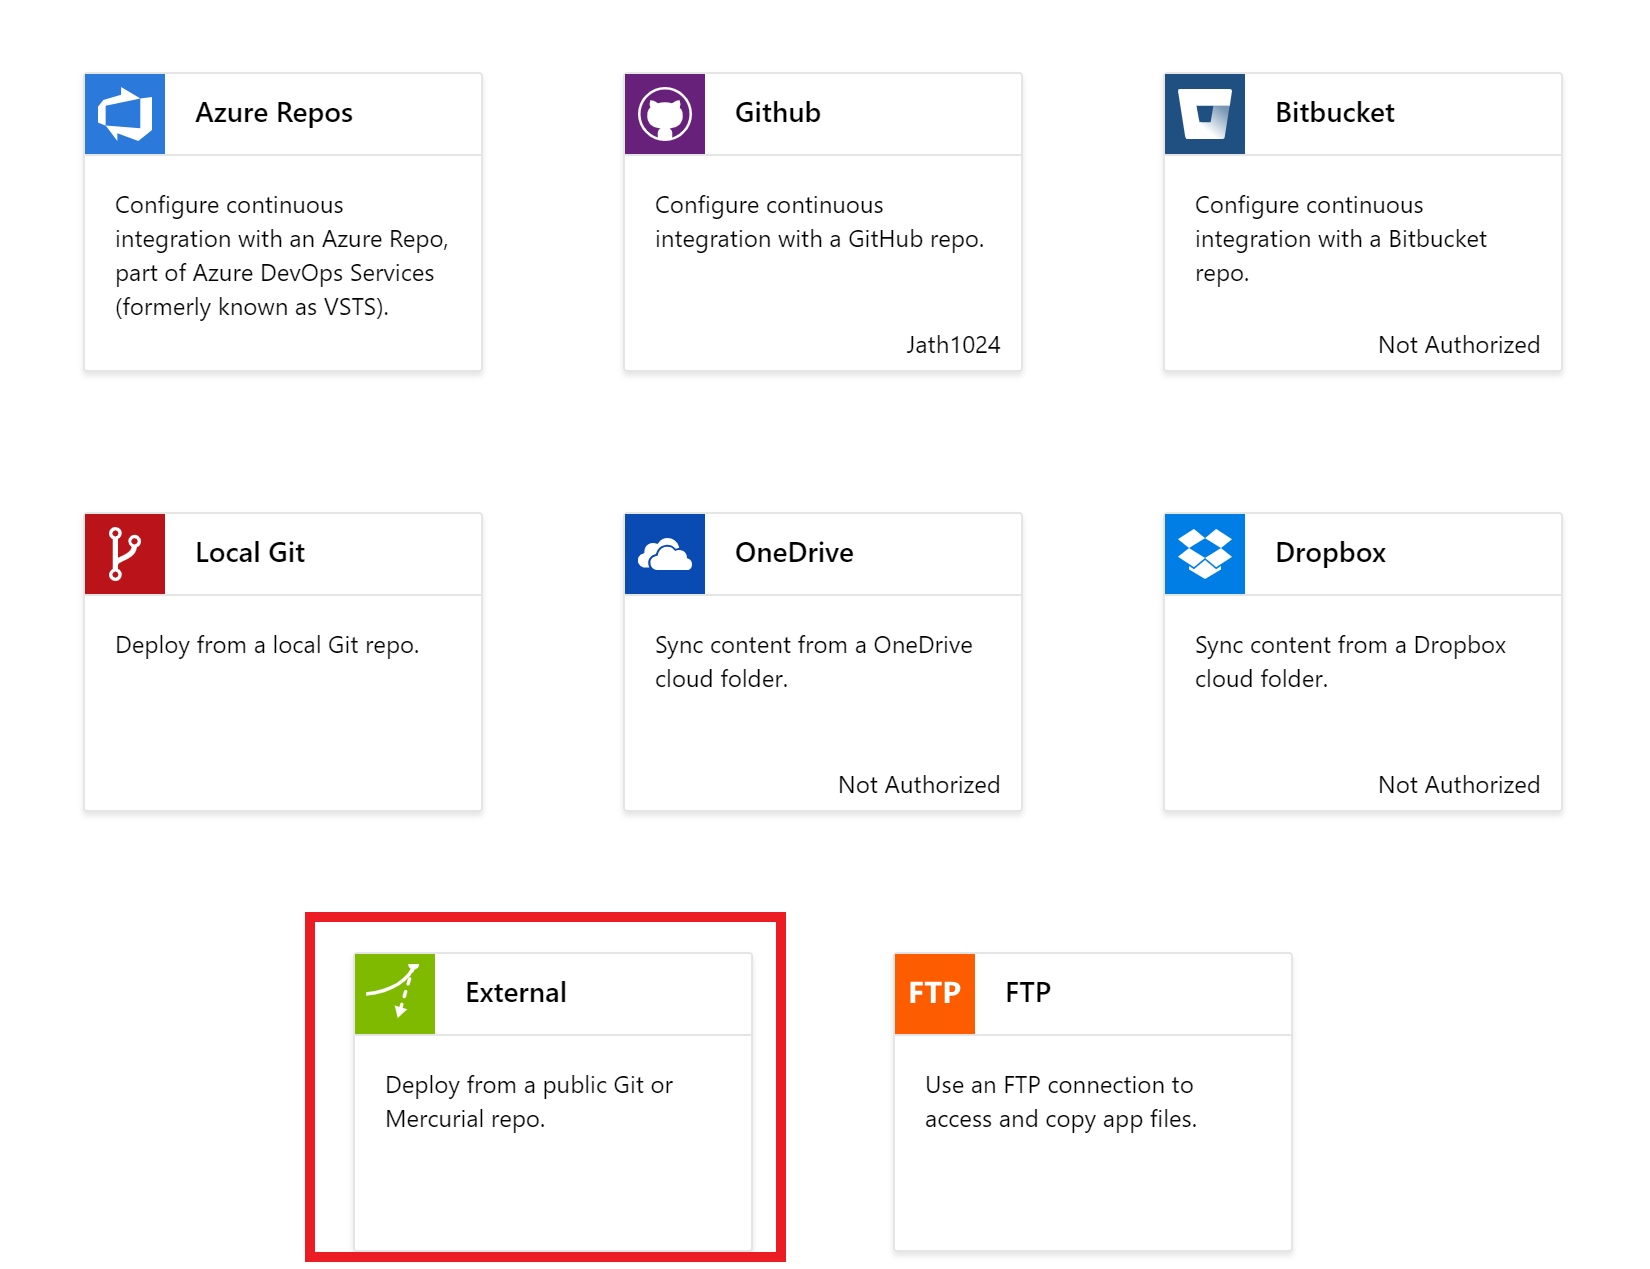 Azure Repos
Configure continuous
integration with an Azure Repo,
part of Azure DevOps Services
(formerly known as VSTS).
Github
Configure continuous
integration with a GitHub repo.
Jath1024
Bitbucket
Configure continuous
integration with a Bitbucket
repo.
Not Authorized
Local Git
Deploy from a local Git repo.
OneDrive
Sync content from a OneDrive
cloud folder.
Not Authorized
Dropbox
Sync content from a Dropbox
cloud folder.
Not Authorized
External
Deploy from a public Git or
Mercurial repo.
FTP FTP
Use an FTP connection to
access and copy app files.